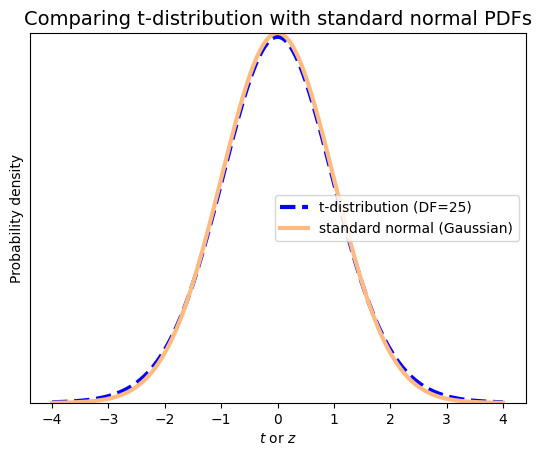 Comparing t-distribution with standard normal PDFs
Probability density
t-distribution (DF=25)
standard normal (Gaussian)
−4 −3 −2 −1 0 1 2 3 4
t or z